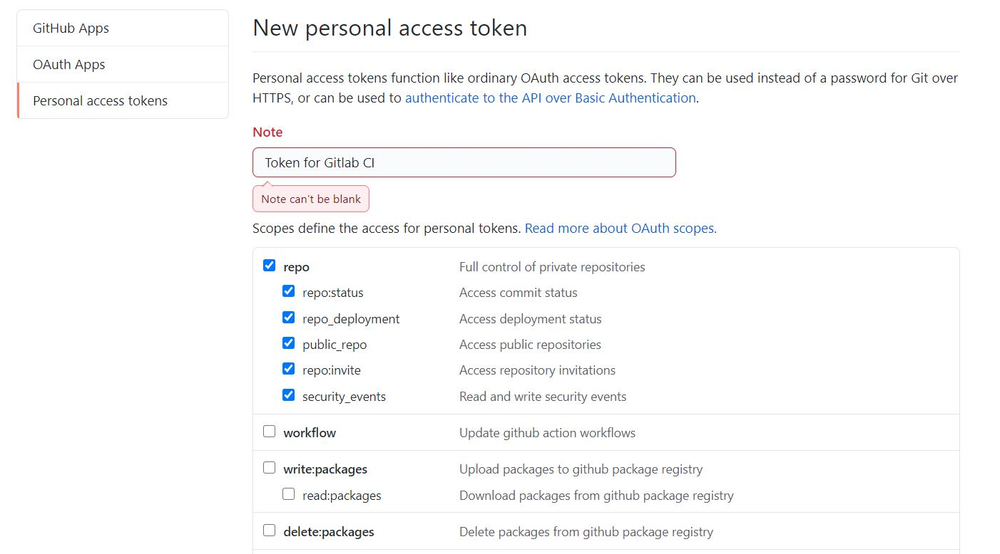 GitHub Apps
OAuth Apps
Personal access tokens
New personal access token
Personal access tokens function like ordinary OAuth access tokens. They can be used instead of a password for Git over
HTTPS, or can be used to authenticate to the API over Basic Authentication.
Note
Token for Gitlab CI
Note can't be blank
Scopes define the access for personal tokens. Read more about OAuth scopes.
repo Full control of private repositories
repo:status Access commit status
repo_deployment Access deployment status
public_repo Access public repositories
repo:invite Access repository invitations
security_events Read and write security events
workflow Update github action workflows
write:packages Upload packages to github package registry
read:packages Download packages from github package registry
delete:packages Delete packages from github package registry